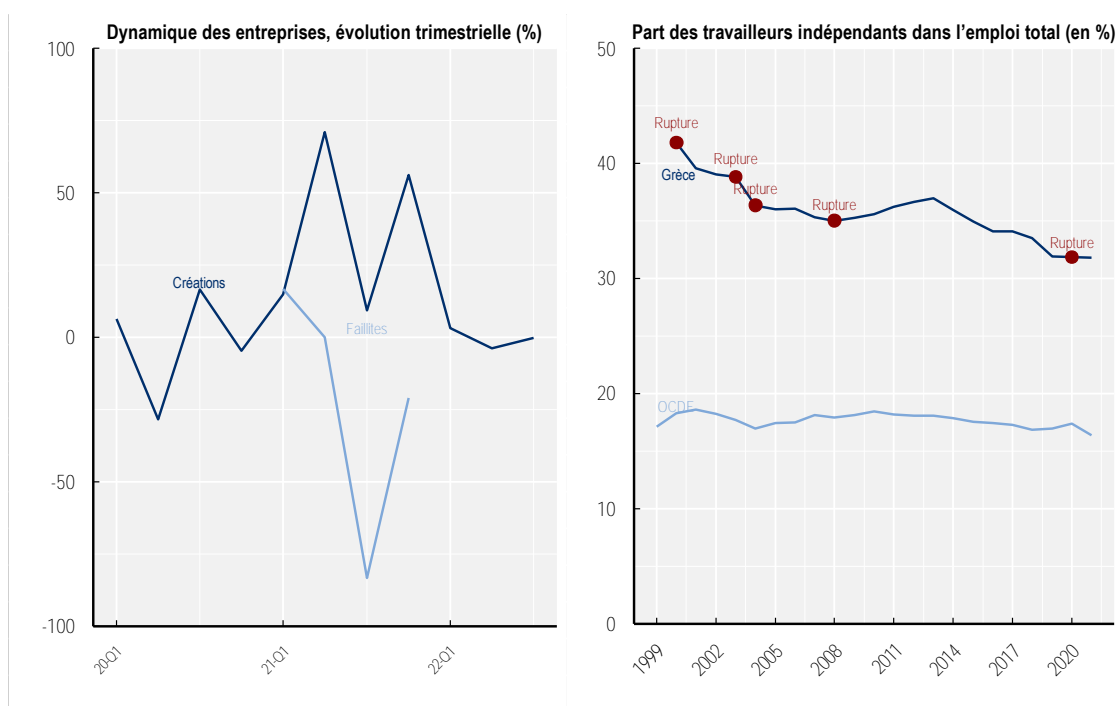 Dynamique des entreprises, évolution trimestrielle (%)
100
50
0
-50
-100
Créations
Faillites
20-Q1
21-Q1
22-Q1
Part des travailleurs indépendants dans l’emploi total (en %)
50
40
30
20
10
0
Rupture
Rupture
Rupture
Rupture
Rupture
Grèce
OCDE
1999
2002
2005
2008
2011
2014
2017
2020